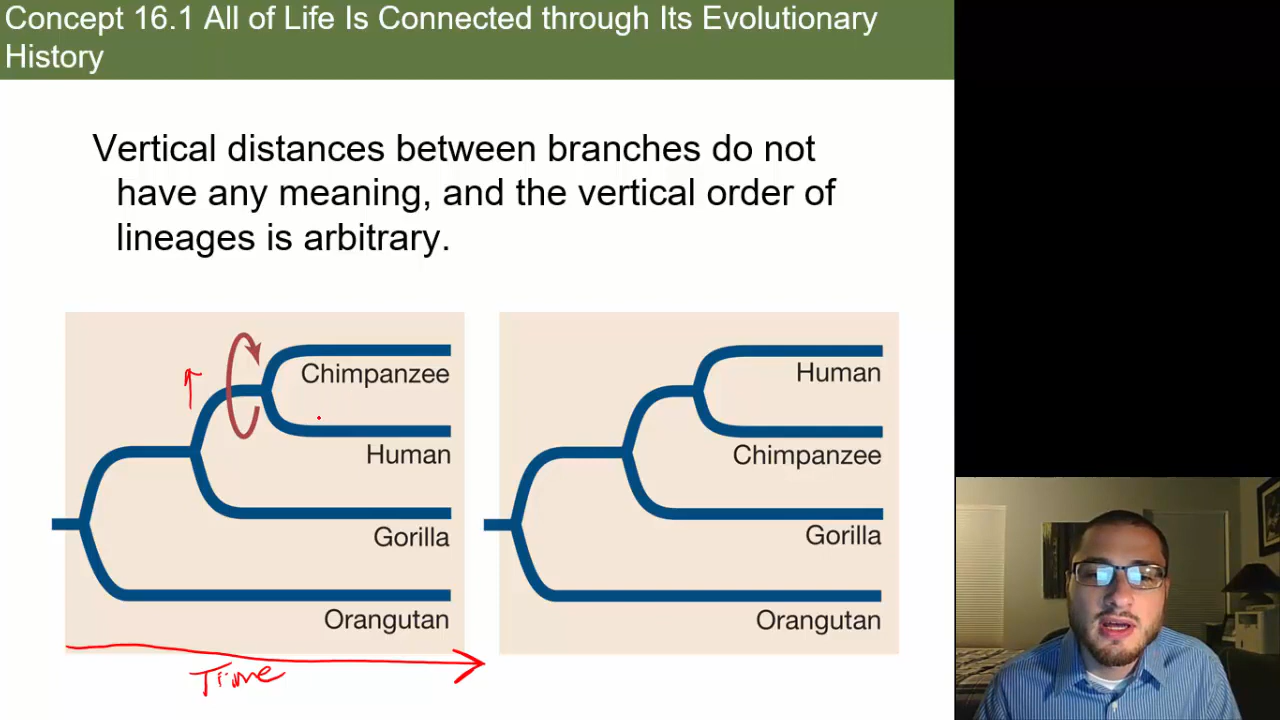 Concept 16.1 All of Life Is Connected through Its Evolutionary
History
Vertical distances between branches do not
have any meaning, and the vertical order of
lineages is arbitrary.
Chimpanzee
Human
Gorilla
Orangutan
Time
Human
Chimpanzee
Gorilla
Orangutan